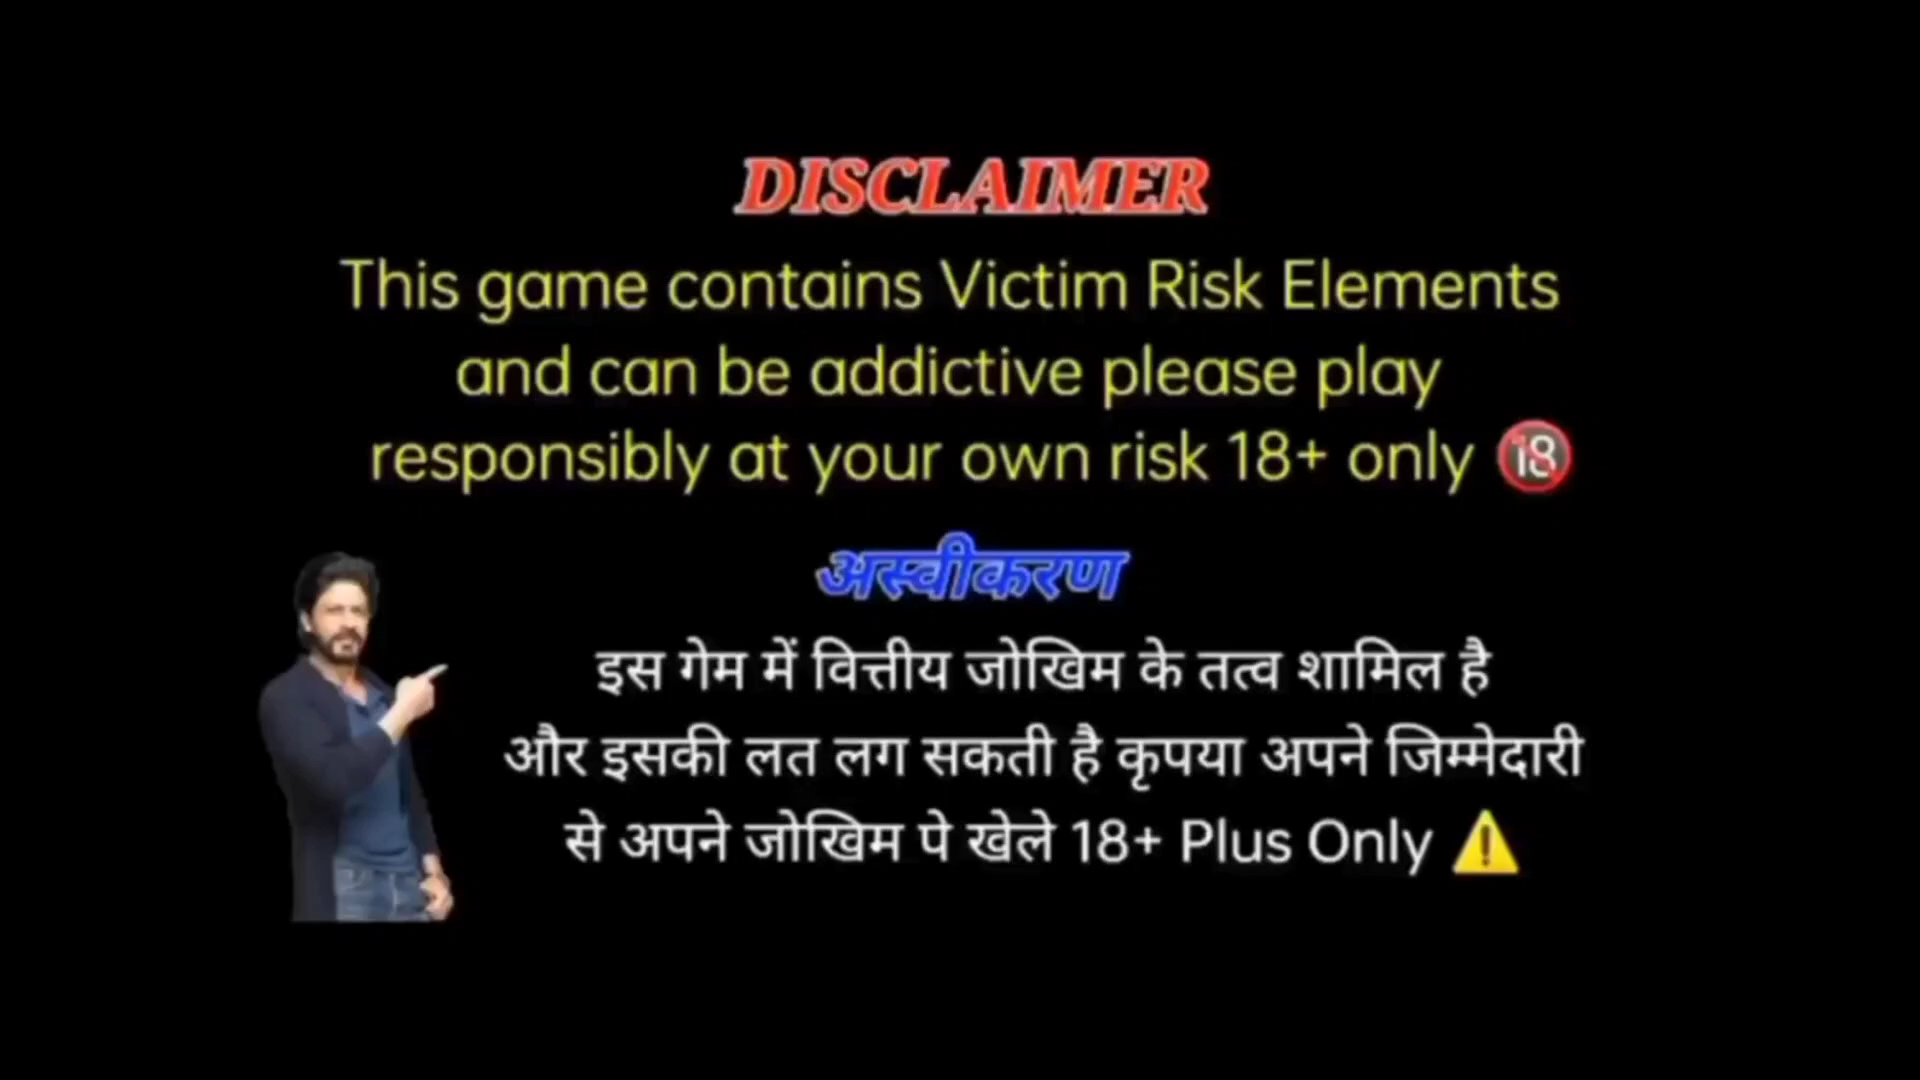 DISCLAIMER
This game contains Victim Risk Elements
and can be addictive please play
responsibly at your own risk 18+ only 🔞
अस्वीकरण
इस गेम में वित्तीय जोखिम के तत्व शामिल है
और इसकी लत लग सकती है कृपया अपने जिम्मेदारी
से अपने जोखिम पे खेले 18+ Plus Only ⚠️